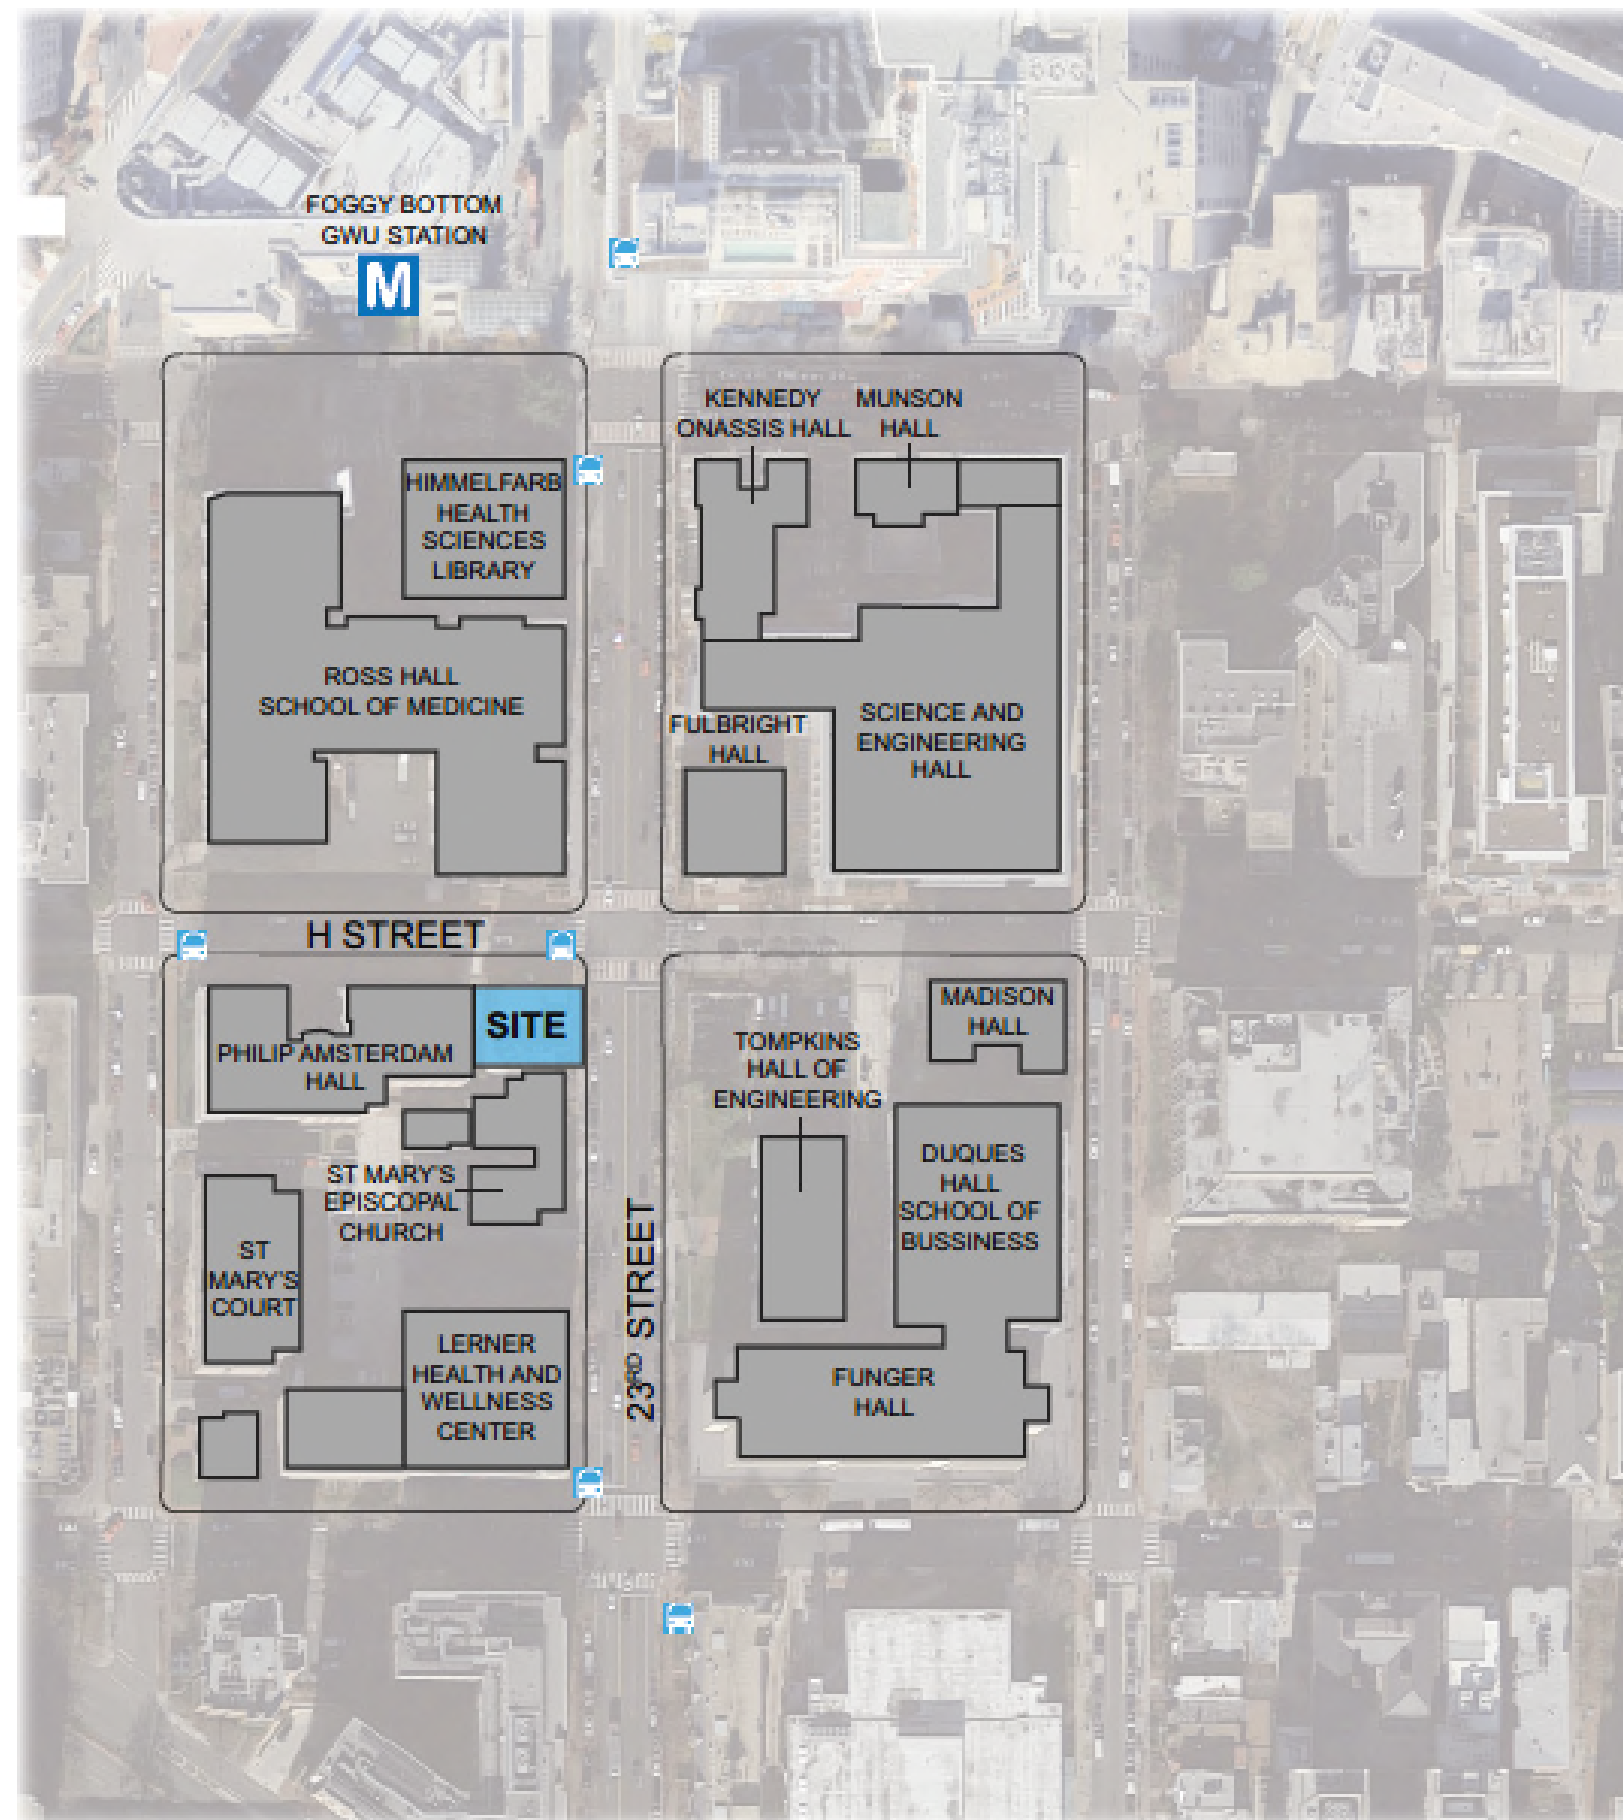 FOGGY BOTTOM
GWU STATION
M
KENNEDY
ONASSIS HALL
MUNSON
HALL
HIMMELFARB
HEALTH
SCIENCES
LIBRARY
ROSS HALL
SCHOOL OF MEDICINE
FULBRIGHT
HALL
SCIENCE AND
ENGINEERING
HALL
H STREET
SITE
PHILIP AMSTERDAM
HALL
MADISON
HALL
TOMPKINS
HALL OF
ENGINEERING
ST MARY'S
EPISCOPAL
CHURCH
DUQUES
HALL
SCHOOL OF
BUSSINESS
ST
MARY'S
COURT
23RD STREET
LERNER
HEALTH AND
WELLNESS
CENTER
FUNGER
HALL